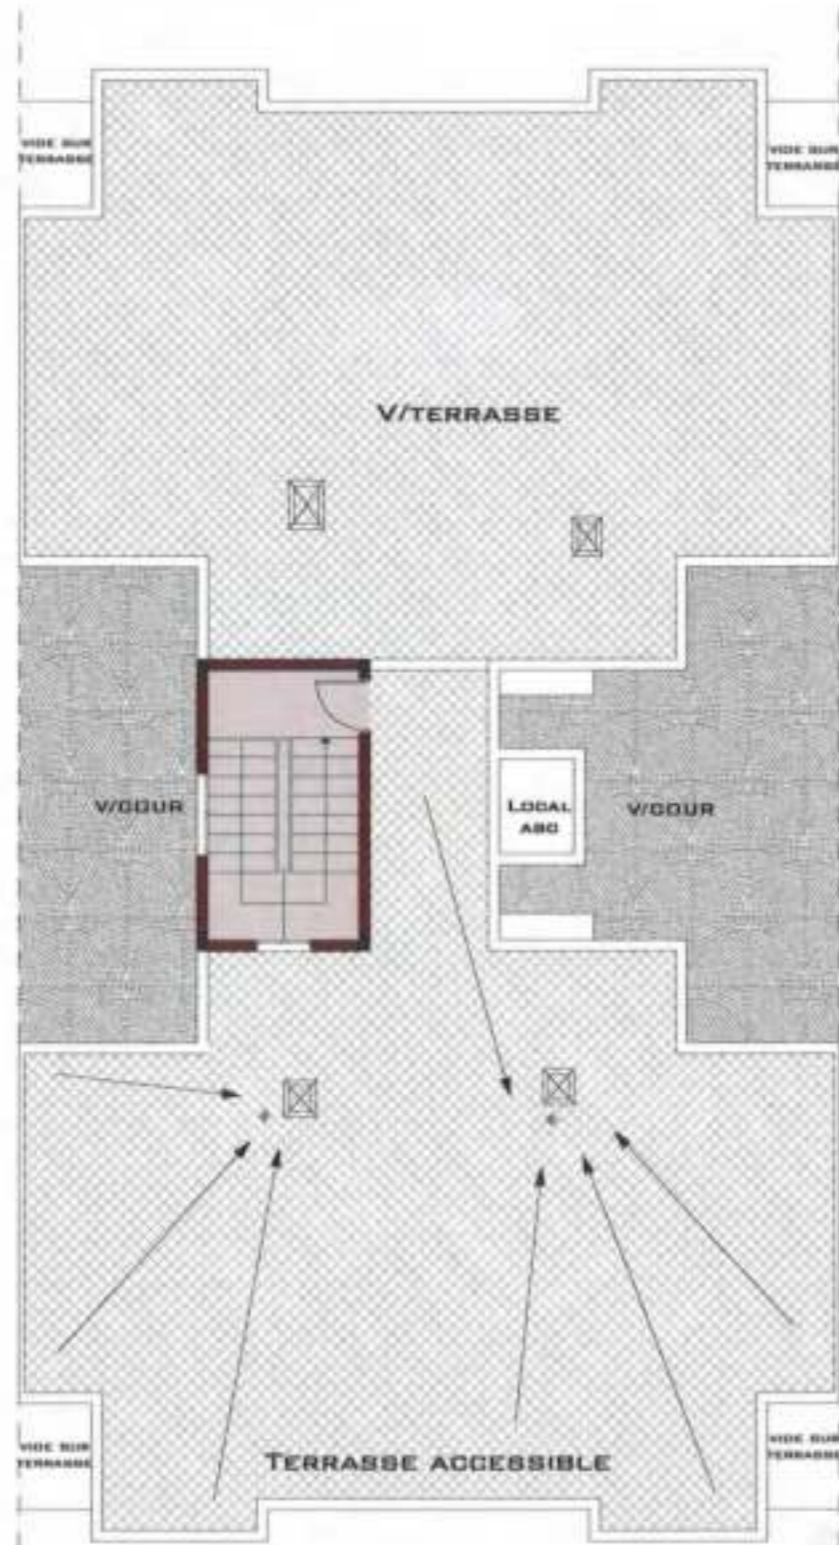 VIDE SUR
TERRASSE
VIDE SUR
TERRASSE
V/TERRASSE
V/COUR
LOCAL
ASC
V/COUR
VIDE SUR
TERRASSE
TERRASSE ACCESSIBLE
VIDE SUR
TERRASSE